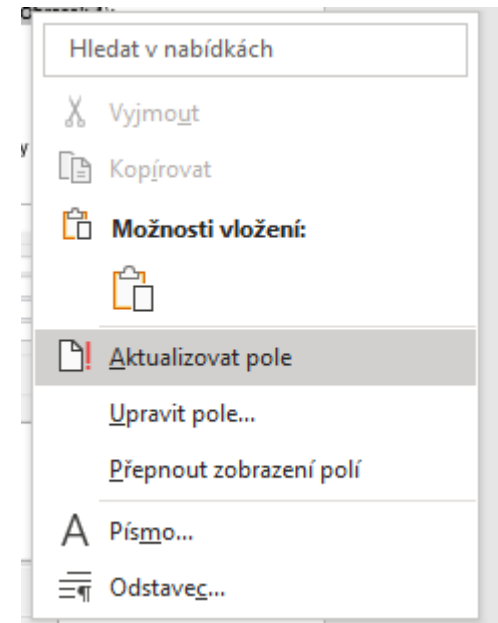 Hledat v nabídkách
Vyjmout
Kopírovat
Možnosti vložení:
Aktualizovat pole
Upravit pole...
Přepnout zobrazení polí
Písmo...
Odstavec...